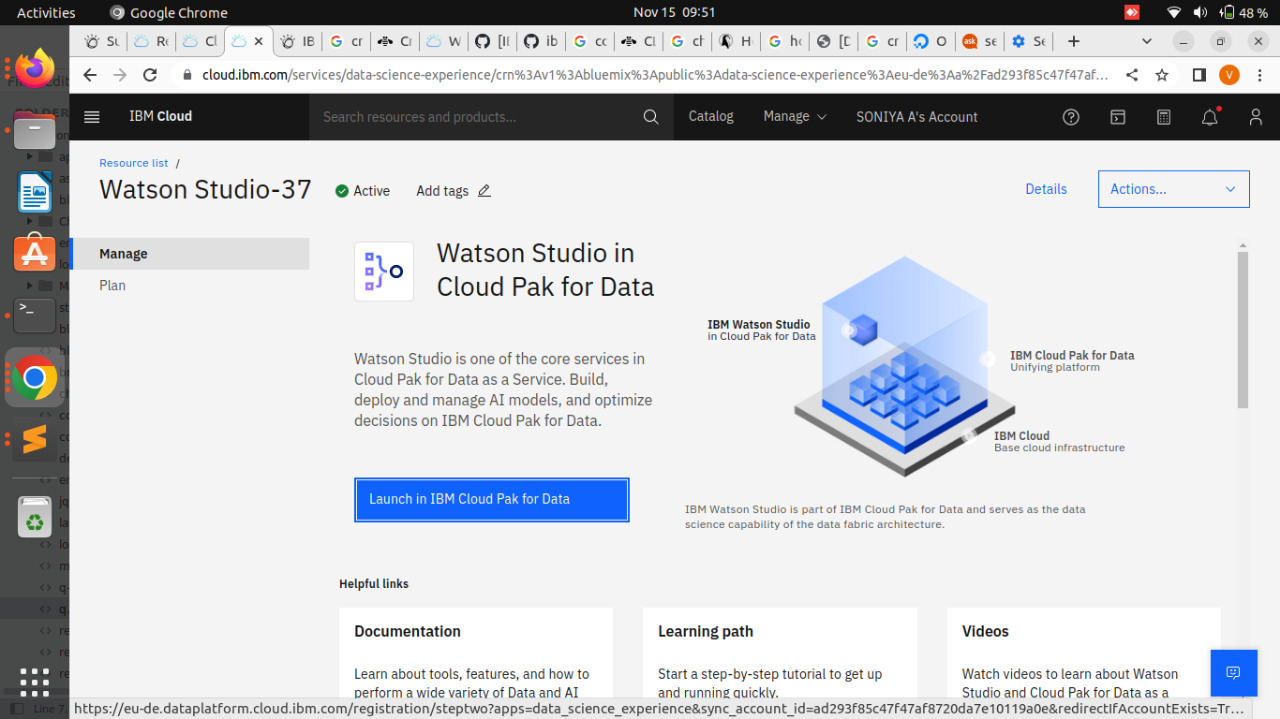 Activities
Google Chrome
Nov 15 09:51
48 %
Su
Re
Cl
IB
cr
Cr
W
[I
ib
cc
Cl
ch
H
he
[D
cr
O
se
Se
cloud.ibm.com/services/data-science-experience/crn%3Av1%3Abluemix%3Apublic%3Adata-science-experience%3Aeu-de%3Aa%2Fad293f85c47f47af...
V
IBM Cloud
Search resources and products...
Catalog
Manage
SONIYA A's Account
Resource list /
Watson Studio-37
Active
Add tags
Details
Actions...
Manage
Plan
Watson Studio in
Cloud Pak for Data
Watson Studio is one of the core services in
Cloud Pak for Data as a Service. Build,
deploy and manage AI models, and optimize
decisions on IBM Cloud Pak for Data.
Launch in IBM Cloud Pak for Data
IBM Watson Studio
in Cloud Pak for Data
IBM Cloud Pak for Data
Unifying platform
IBM Cloud
Base cloud infrastructure
IBM Watson Studio is part of IBM Cloud Pak for Data and serves as the data
science capability of the data fabric architecture.
Helpful links
Documentation
Learn about tools, features, and how to
perform a wide variety of Data and AI
Learning path
Start a step-by-step tutorial to get up
and running quickly.
Videos
Watch videos to learn about Watson
Studio and Cloud Pak for Data as a
https://eu-de.dataplatform.cloud.ibm.com/registration/steptwo?apps=data_science_experience&sync_account_id=ad293f85c47f47af8720da7e10119a0e&redirectIfAccountExists=Tr...